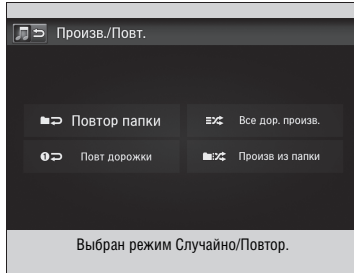 Произв./Повт.
Повтор папки
Все дор. произв.
Повт дорожки
Произв из папки
Выбран режим Случайно/Повтор.